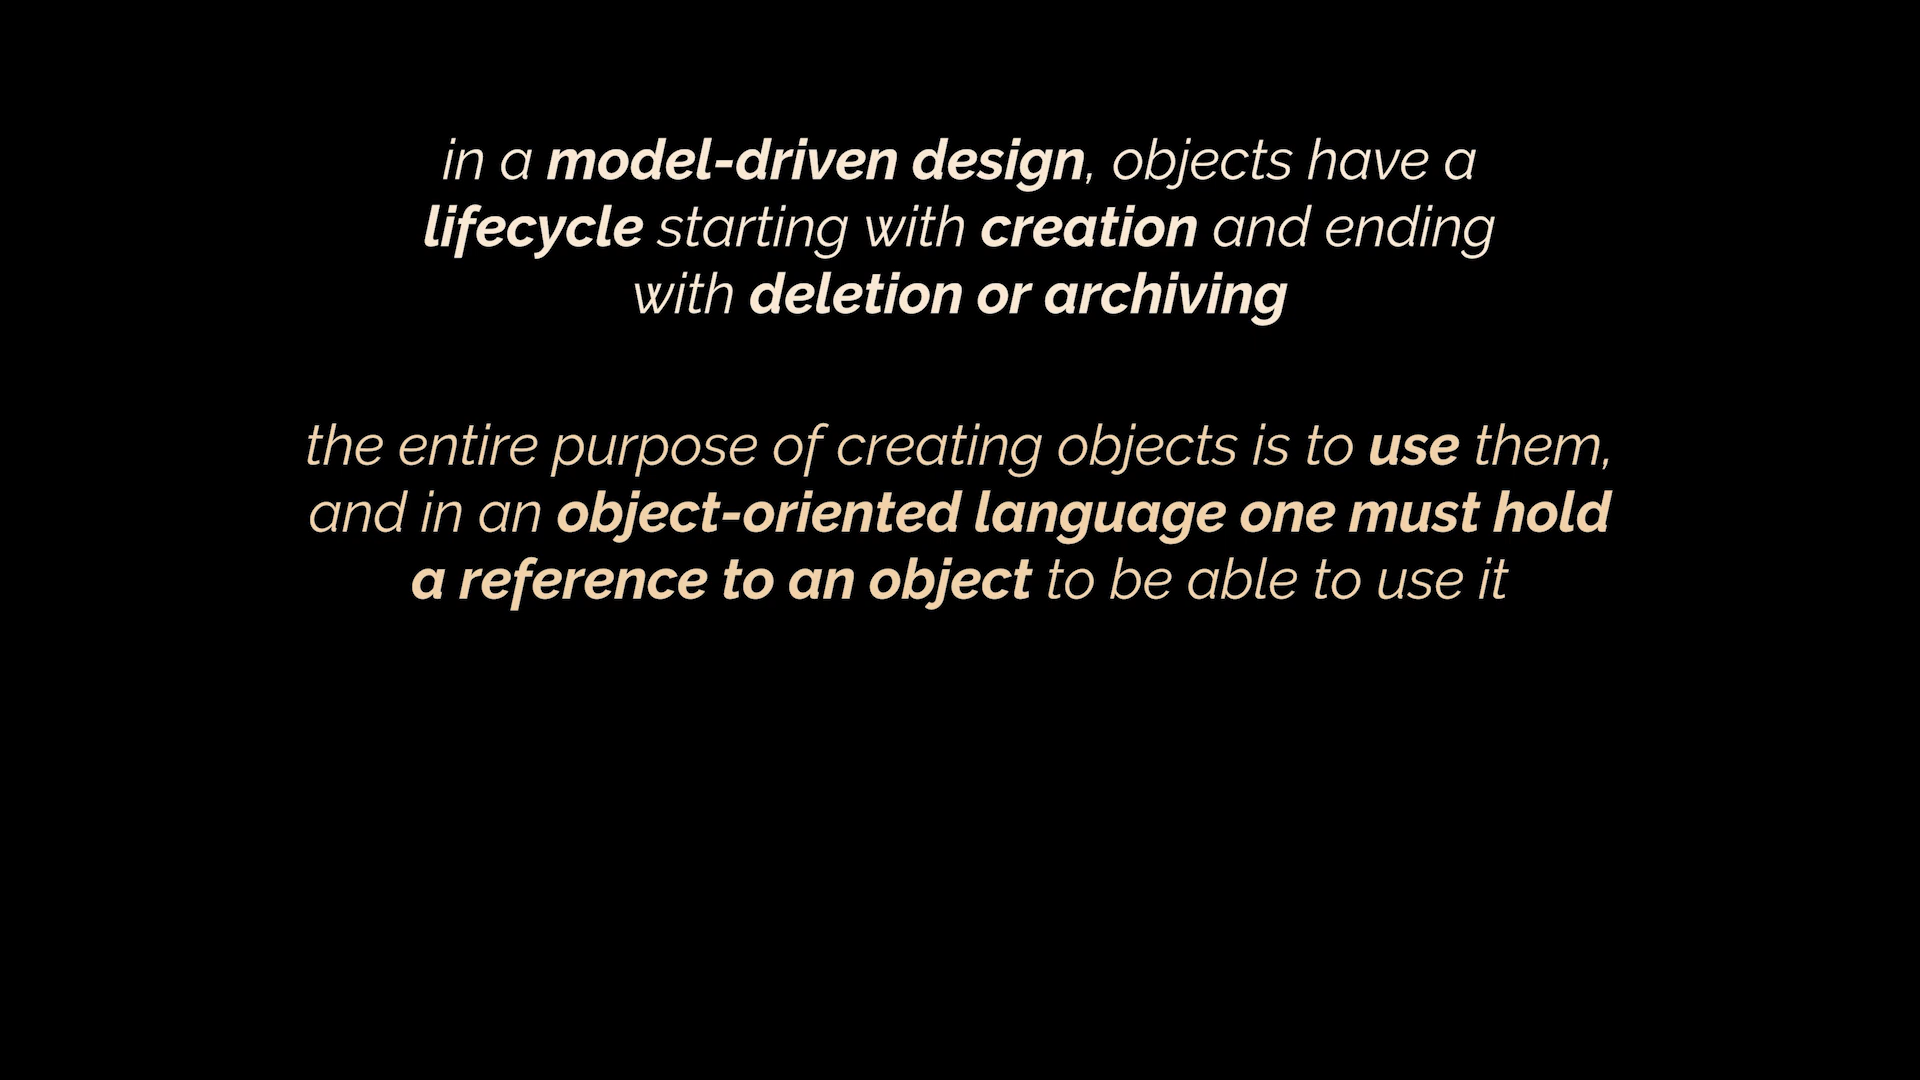 in a model-driven design, objects have a
lifecycle starting with creation and ending
with deletion or archiving
the entire purpose of creating objects is to use them,
and in an object-oriented language one must hold
a reference to an object to be able to use it